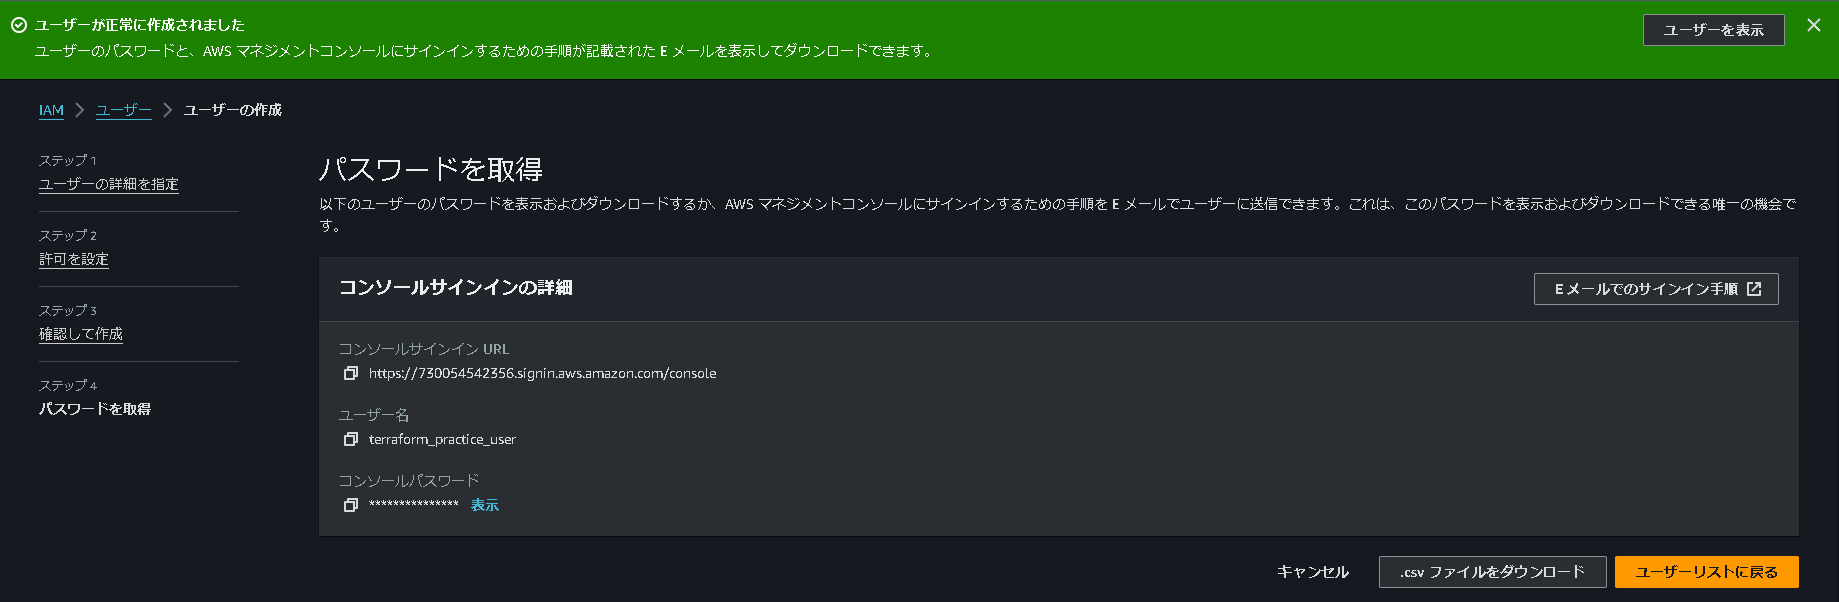 ユーザーが正常に作成されました
ユーザーのパスワードと、AWS マネジメントコンソールにサインインするための手順が記載された E メールを表示してダウンロードできます。
ユーザーを表示
IAM
ユーザー
ユーザーの作成
ステップ 1
ユーザーの詳細を指定
ステップ 2
許可を設定
ステップ 3
確認して作成
ステップ 4
パスワードを取得
パスワードを取得
以下のユーザーのパスワードを表示およびダウンロードするか、AWS マネジメントコンソールにサインインするための手順を E メールでユーザーに送信できます。これは、このパスワードを表示およびダウンロードできる唯一の機会で
す。
コンソールサインインの詳細
E メールでのサインイン手順
コンソールサインイン URL
https://730054542356.signin.aws.amazon.com/console
ユーザー名
terraform_practice_user
コンソールパスワード
*************** 表示
キャンセル
.csv ファイルをダウンロード
ユーザーリストに戻る